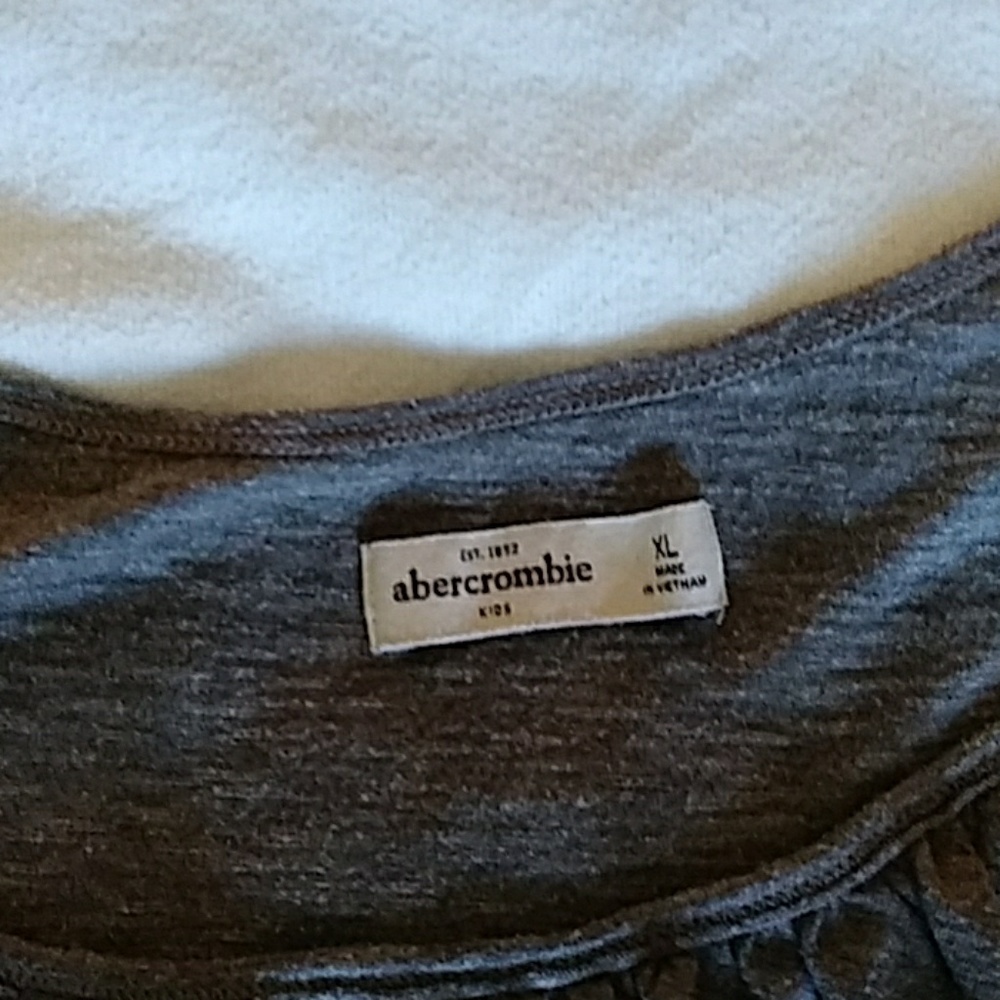 EST. 1892
abercrombie
KIDS
XL
MADE
IN VIETNAM